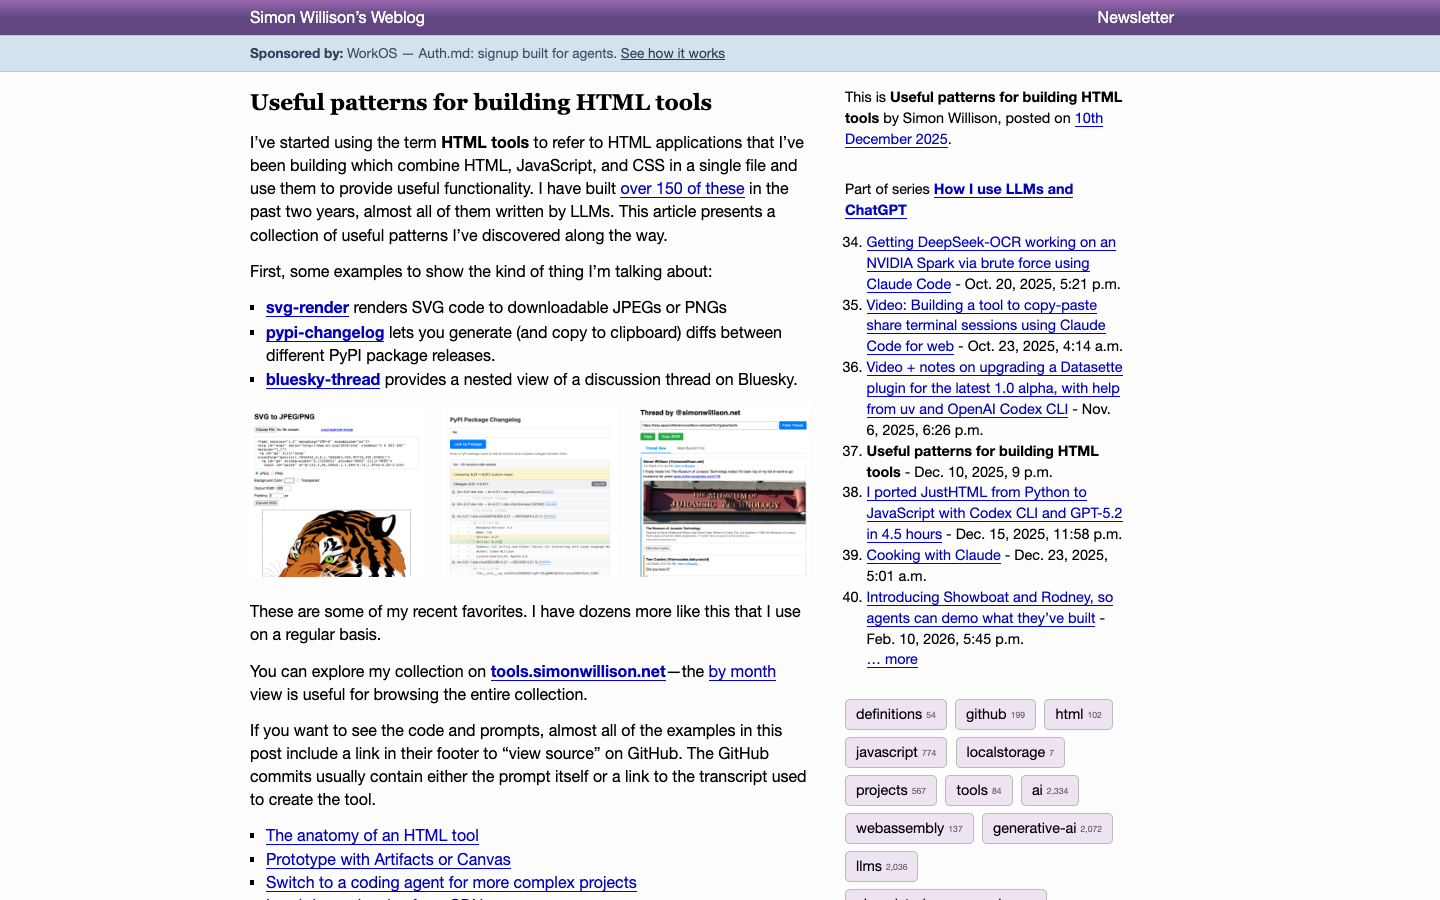 Simon Willison’s Weblog
Newsletter
Sponsored by: WorkOS — Auth.md: signup built for agents. See how it works
Useful patterns for building HTML tools
I’ve started using the term HTML tools to refer to HTML applications that I’ve
been building which combine HTML, JavaScript, and CSS in a single file and
use them to provide useful functionality. I have built over 150 of these in the
past two years, almost all of them written by LLMs. This article presents a
collection of useful patterns I’ve discovered along the way.
First, some examples to show the kind of thing I’m talking about:
svg-render renders SVG code to downloadable JPEGs or PNGs
pypi-changelog lets you generate (and copy to clipboard) diffs between
different PyPI package releases.
bluesky-thread provides a nested view of a discussion thread on Bluesky.
SVG to JPEG/PNG
PyPI Package Changelog
Thread by @simonwillison.net
THE MUSEUM OF
JURASSIC TECHNOLOGY
These are some of my recent favorites. I have dozens more like this that I use
on a regular basis.
You can explore my collection on tools.simonwillison.net—the by month
view is useful for browsing the entire collection.
If you want to see the code and prompts, almost all of the examples in this
post include a link in their footer to “view source” on GitHub. The GitHub
commits usually contain either the prompt itself or a link to the transcript used
to create the tool.
The anatomy of an HTML tool
Prototype with Artifacts or Canvas
Switch to a coding agent for more complex projects
This is Useful patterns for building HTML
tools by Simon Willison, posted on 10th
December 2025.
Part of series How I use LLMs and
ChatGPT
34. Getting DeepSeek-OCR working on an
NVIDIA Spark via brute force using
Claude Code - Oct. 20, 2025, 5:21 p.m.
35. Video: Building a tool to copy-paste
share terminal sessions using Claude
Code for web - Oct. 23, 2025, 4:14 a.m.
36. Video + notes on upgrading a Datasette
plugin for the latest 1.0 alpha, with help
from uv and OpenAI Codex CLI - Nov.
6, 2025, 6:26 p.m.
37. Useful patterns for building HTML
tools - Dec. 10, 2025, 9 p.m.
38. I ported JustHTML from Python to
JavaScript with Codex CLI and GPT-5.2
in 4.5 hours - Dec. 15, 2025, 11:58 p.m.
39. Cooking with Claude - Dec. 23, 2025,
5:01 a.m.
40. Introducing Showboat and Rodney, so
agents can demo what they’ve built -
Feb. 10, 2026, 5:45 p.m.
… more
definitions 54 github 199 html 102
javascript 774 localstorage 7
projects 567 tools 84 ai 2,334
webassembly 137 generative-ai 2,072
llms 2,036